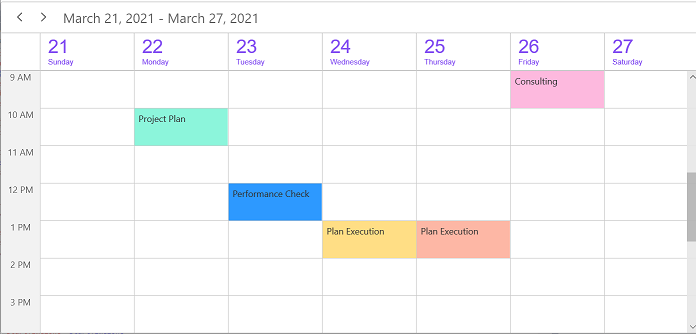 March 21, 2021 - March 27, 2021
21 22 23 24 25 26 27
Sunday Monday Tuesday Wednesday Thursday Friday Saturday
9 AM
Consulting
10 AM
Project Plan
11 AM
12 PM
Performance Check
1 PM
Plan Execution Plan Execution
2 PM
3 PM